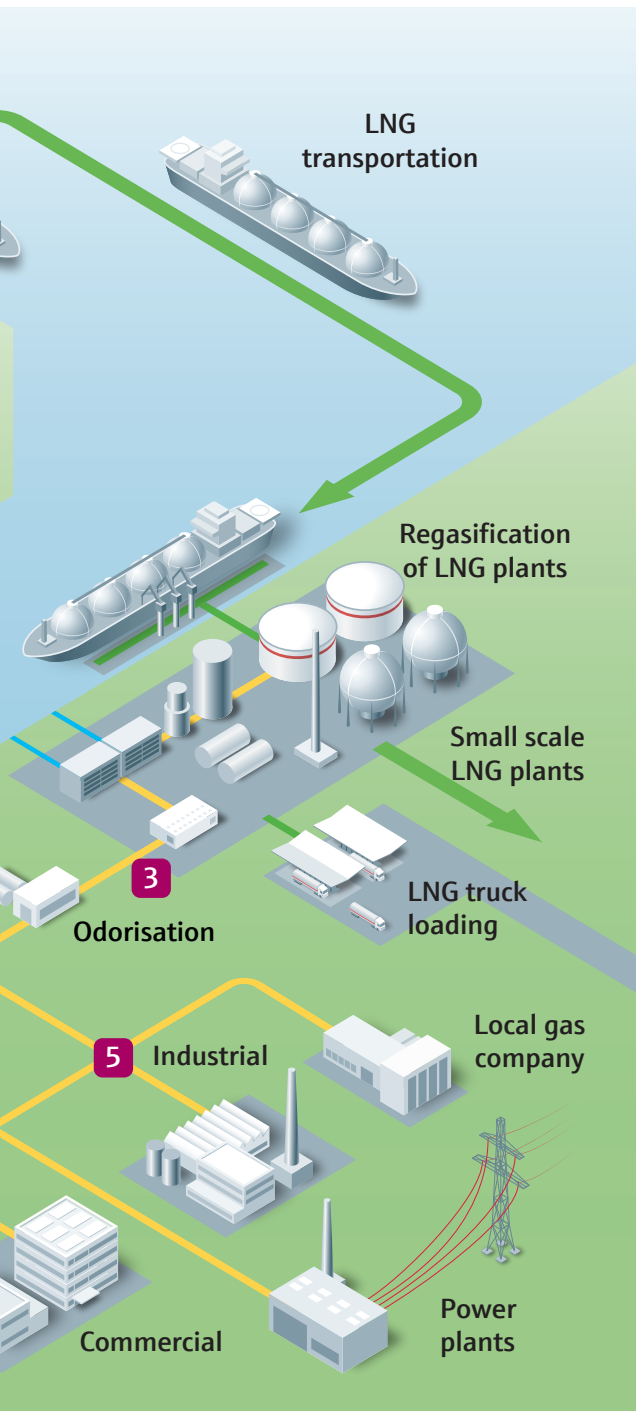 LNG
transportation
Regasification
of LNG plants
Small scale
LNG plants
3
LNG truck
loading
Odorisation
5
Industrial
Local gas
company
Power
plants
Commercial